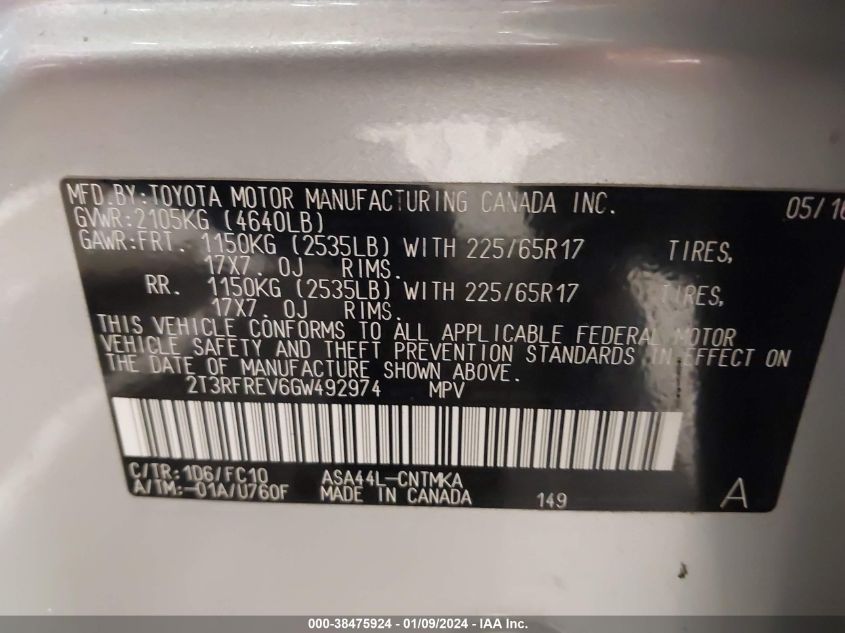 MFD.BY:TOYOTA MOTOR MANUFACTURING CANADA INC. 05/16
GVWR:2105KG (4640LB)
GAWR:FRT. 1150KG (2535LB) WITH 225/65R17 TIRES,
17X7.0J RIMS.
RR. 1150KG (2535LB) WITH 225/65R17 TIRES,
17X7.0J RIMS.
THIS VEHICLE CONFORMS TO ALL APPLICABLE FEDERAL MOTOR
VEHICLE SAFETY AND THEFT PREVENTION STANDARDS IN EFFECT ON
THE DATE OF MANUFACTURE SHOWN ABOVE.
2T3RFREV6GW492974 MPV
C/TR:1D6/FC10 ASA44L-CNTMKA
A/TM:-01A/U760F MADE IN CANADA 149 A
000-38475924 - 01/09/2024 - IAA Inc.